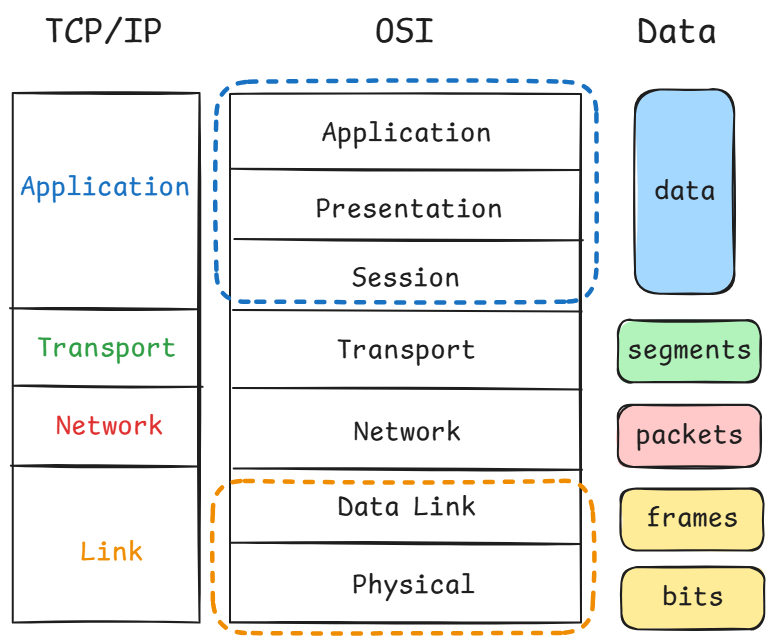 TCP/IP
OSI
Data
Application
Application
Presentation
Session
data
Transport
Transport
segments
Network
Network
packets
Link
Data Link
Physical
frames
bits